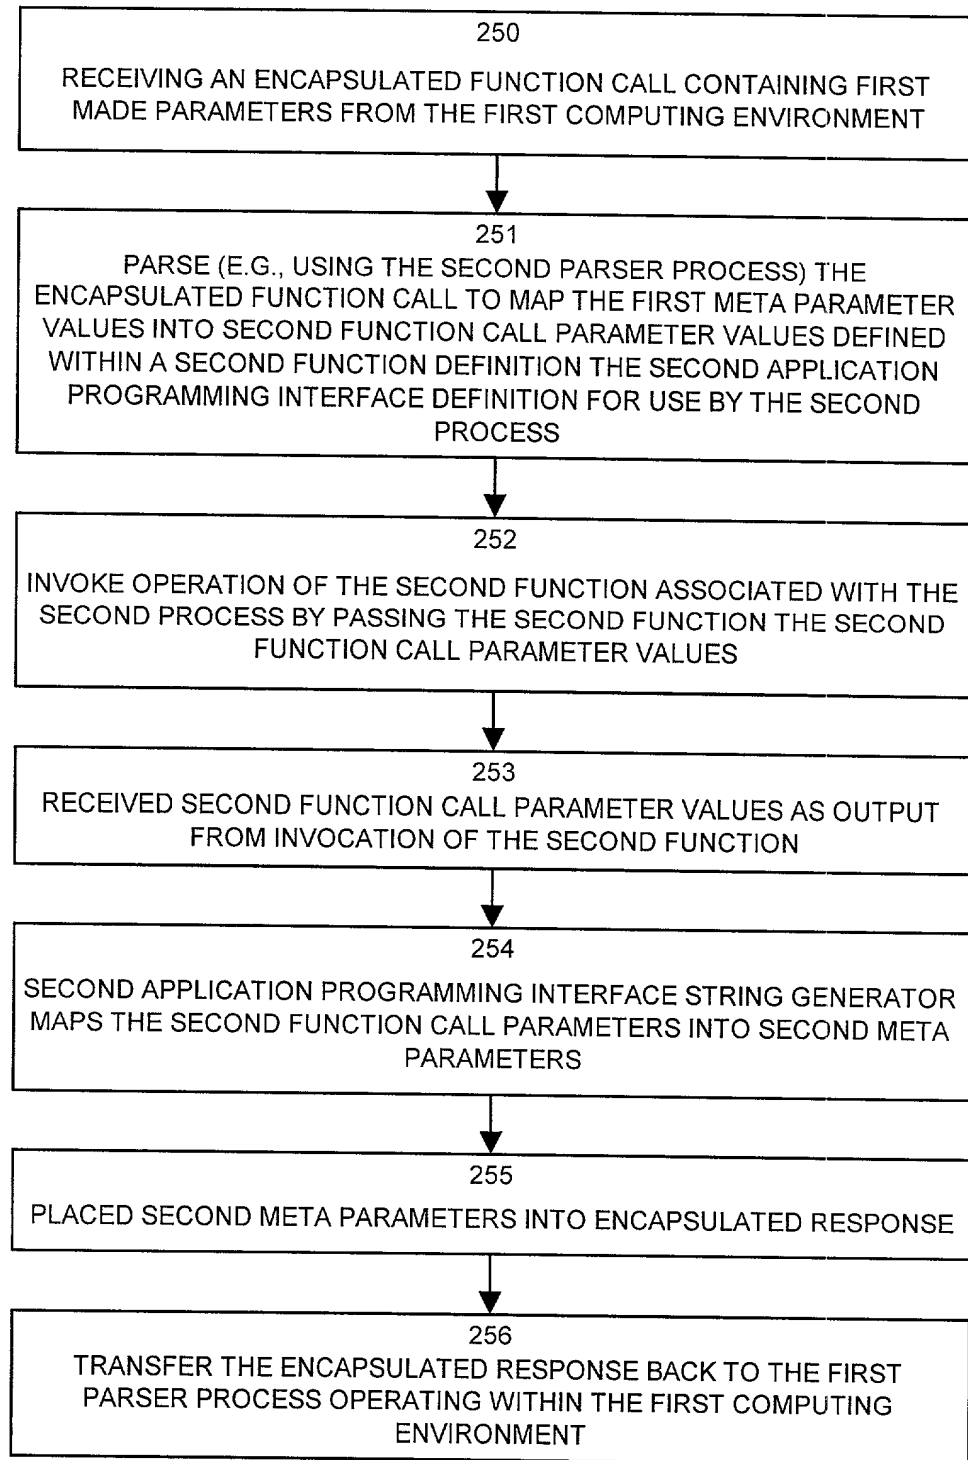 250
RECEIVING AN ENCAPSULATED FUNCTION CALL CONTAINING FIRST
MADE PARAMETERS FROM THE FIRST COMPUTING ENVIRONMENT
251
PARSE (E.G., USING THE SECOND PARSER PROCESS) THE
ENCAPSULATED FUNCTION CALL TO MAP THE FIRST META PARAMETER
VALUES INTO SECOND FUNCTION CALL PARAMETER VALUES DEFINED
WITHIN A SECOND FUNCTION DEFINITION THE SECOND APPLICATION
PROGRAMMING INTERFACE DEFINITION FOR USE BY THE SECOND
PROCESS
252
INVOKE OPERATION OF THE SECOND FUNCTION ASSOCIATED WITH THE
SECOND PROCESS BY PASSING THE SECOND FUNCTION THE SECOND
FUNCTION CALL PARAMETER VALUES
253
RECEIVED SECOND FUNCTION CALL PARAMETER VALUES AS OUTPUT
FROM INVOCATION OF THE SECOND FUNCTION
254
SECOND APPLICATION PROGRAMMING INTERFACE STRING GENERATOR
MAPS THE SECOND FUNCTION CALL PARAMETERS INTO SECOND META
PARAMETERS
255
PLACED SECOND META PARAMETERS INTO ENCAPSULATED RESPONSE
256
TRANSFER THE ENCAPSULATED RESPONSE BACK TO THE FIRST
PARSER PROCESS OPERATING WITHIN THE FIRST COMPUTING
ENVIRONMENT